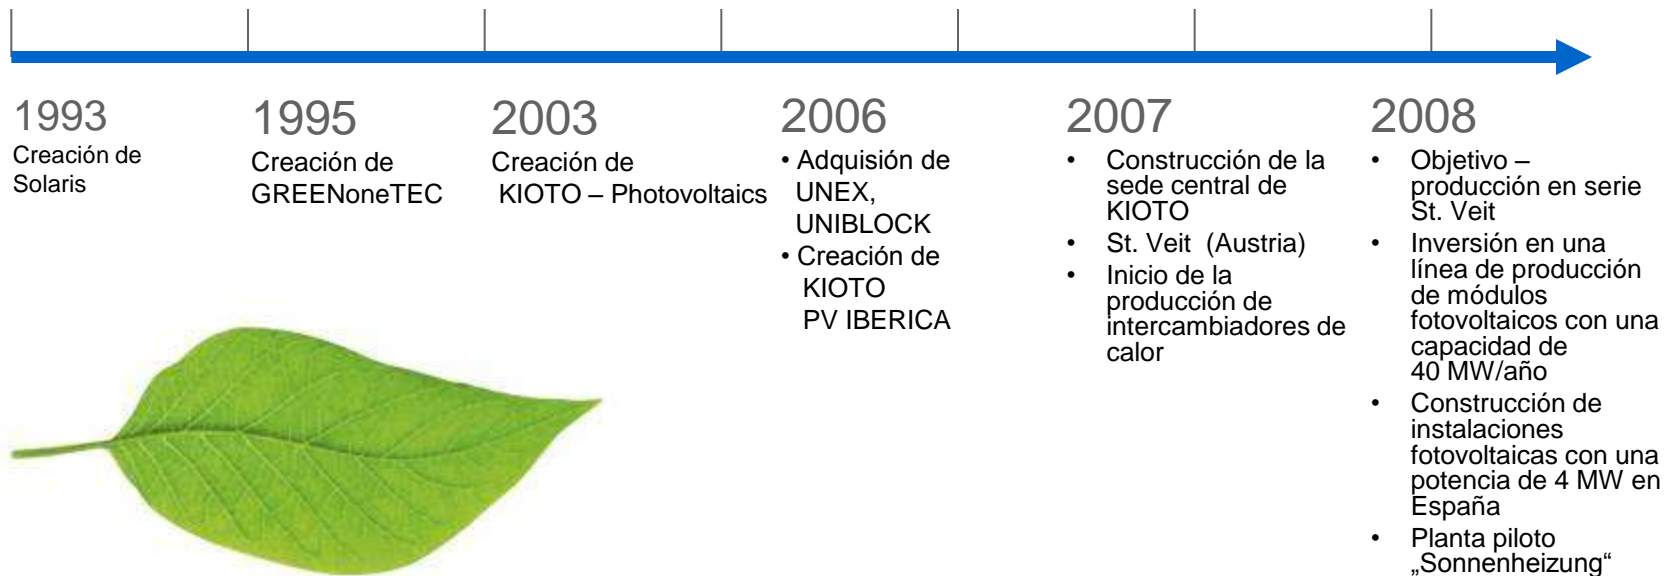 1993
Creación de
Solaris
1995
Creación de
GREENoneTEC
2003
Creación de
KIOTO – Photovoltaics
2006
• Adquisión de
UNEX,
UNIBLOCK
• Creación de
KIOTO
PV IBERICA
2007
• Construcción de la
sede central de
KIOTO
• St. Veit (Austria)
• Inicio de la
producción de
intercambiadores de
calor
2008
• Objetivo –
producción en serie
St. Veit
• Inversión en una
línea de producción
de módulos
fotovoltaicos con una
capacidad de
40 MW/año
• Construcción de
instalaciones
fotovoltaicas con una
potencia de 4 MW en
España
• Planta piloto
„Sonnenheizung“